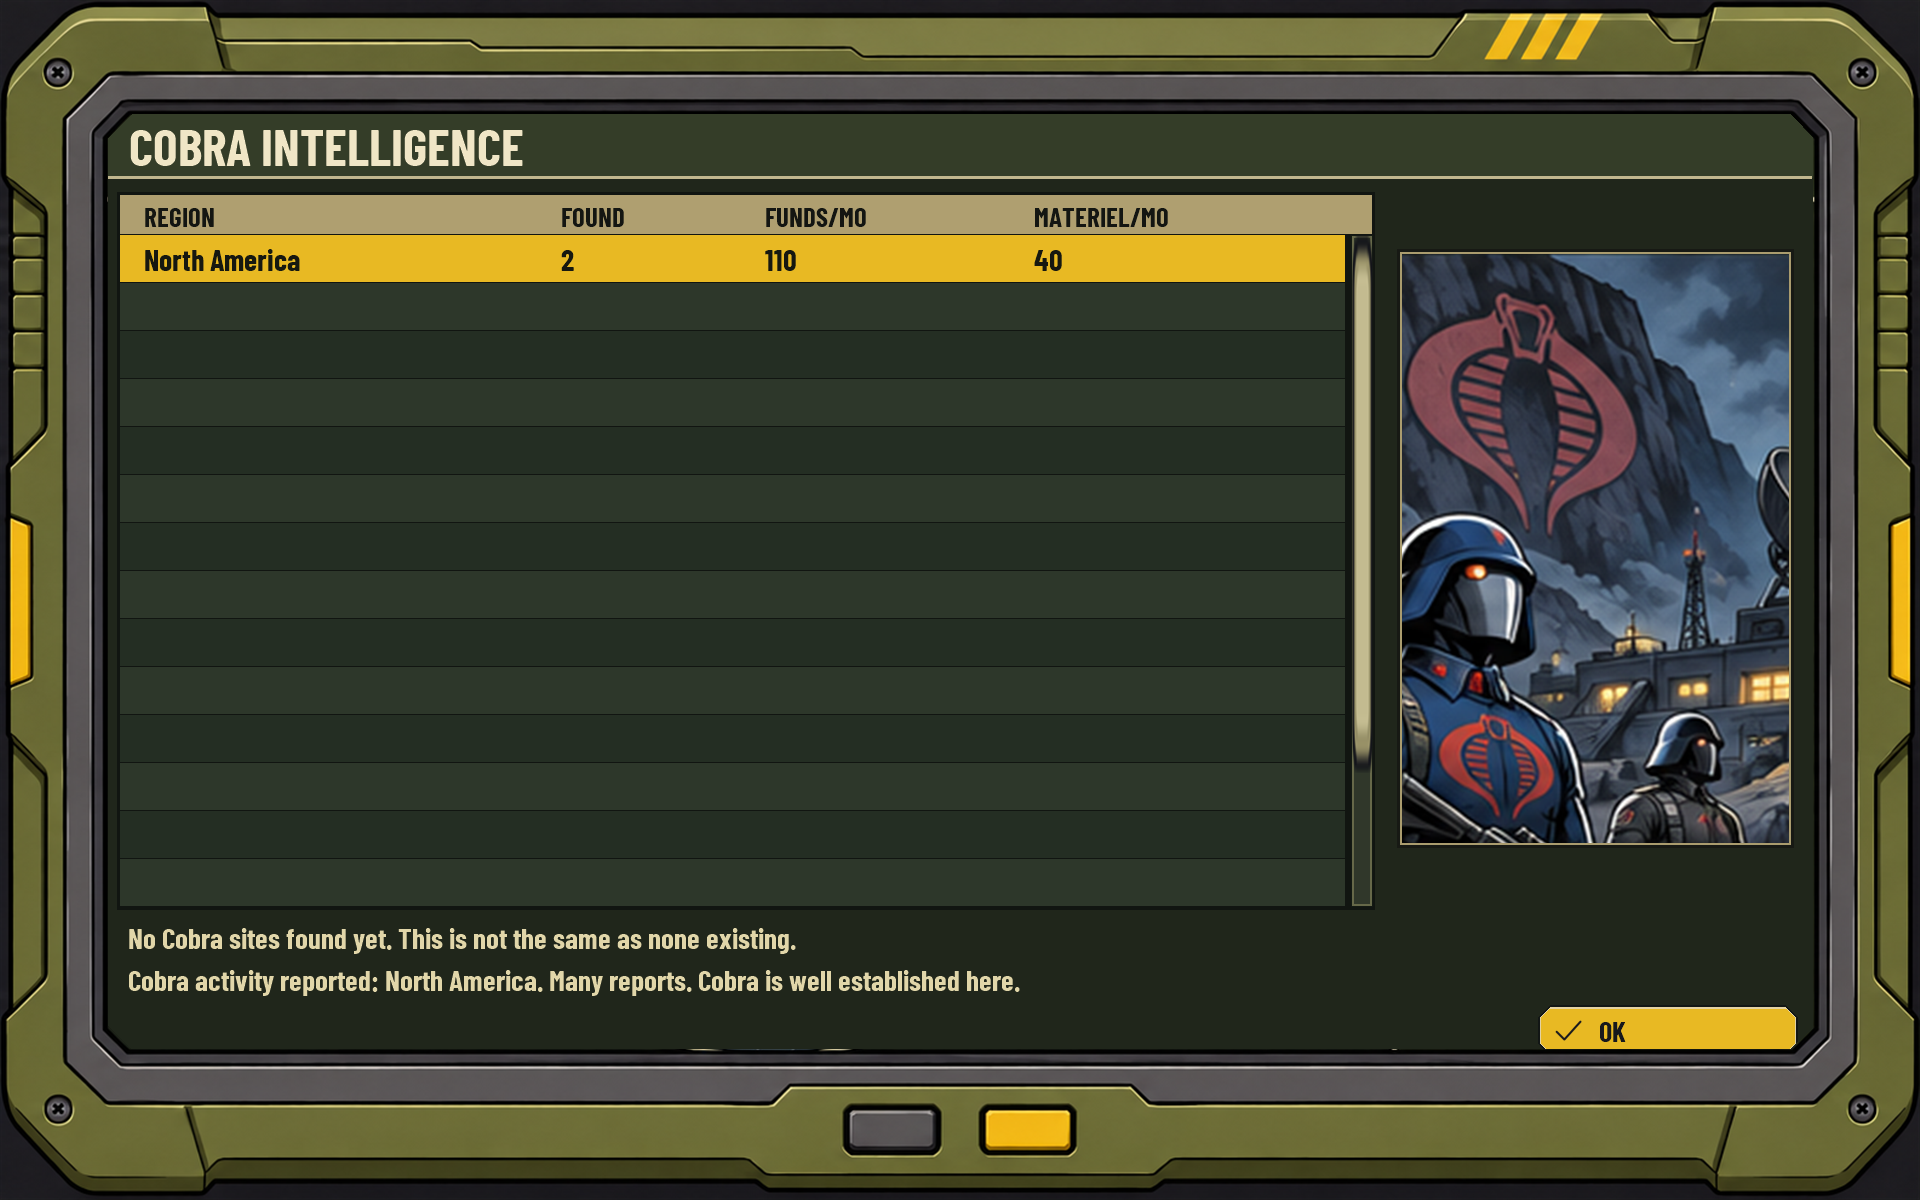 COBRA INTELLIGENCE
REGION FOUND FUNDS/MO MATERIEL/MO
North America 2 110 40
No Cobra sites found yet. This is not the same as none existing.
Cobra activity reported: North America. Many reports. Cobra is well established here.
OK